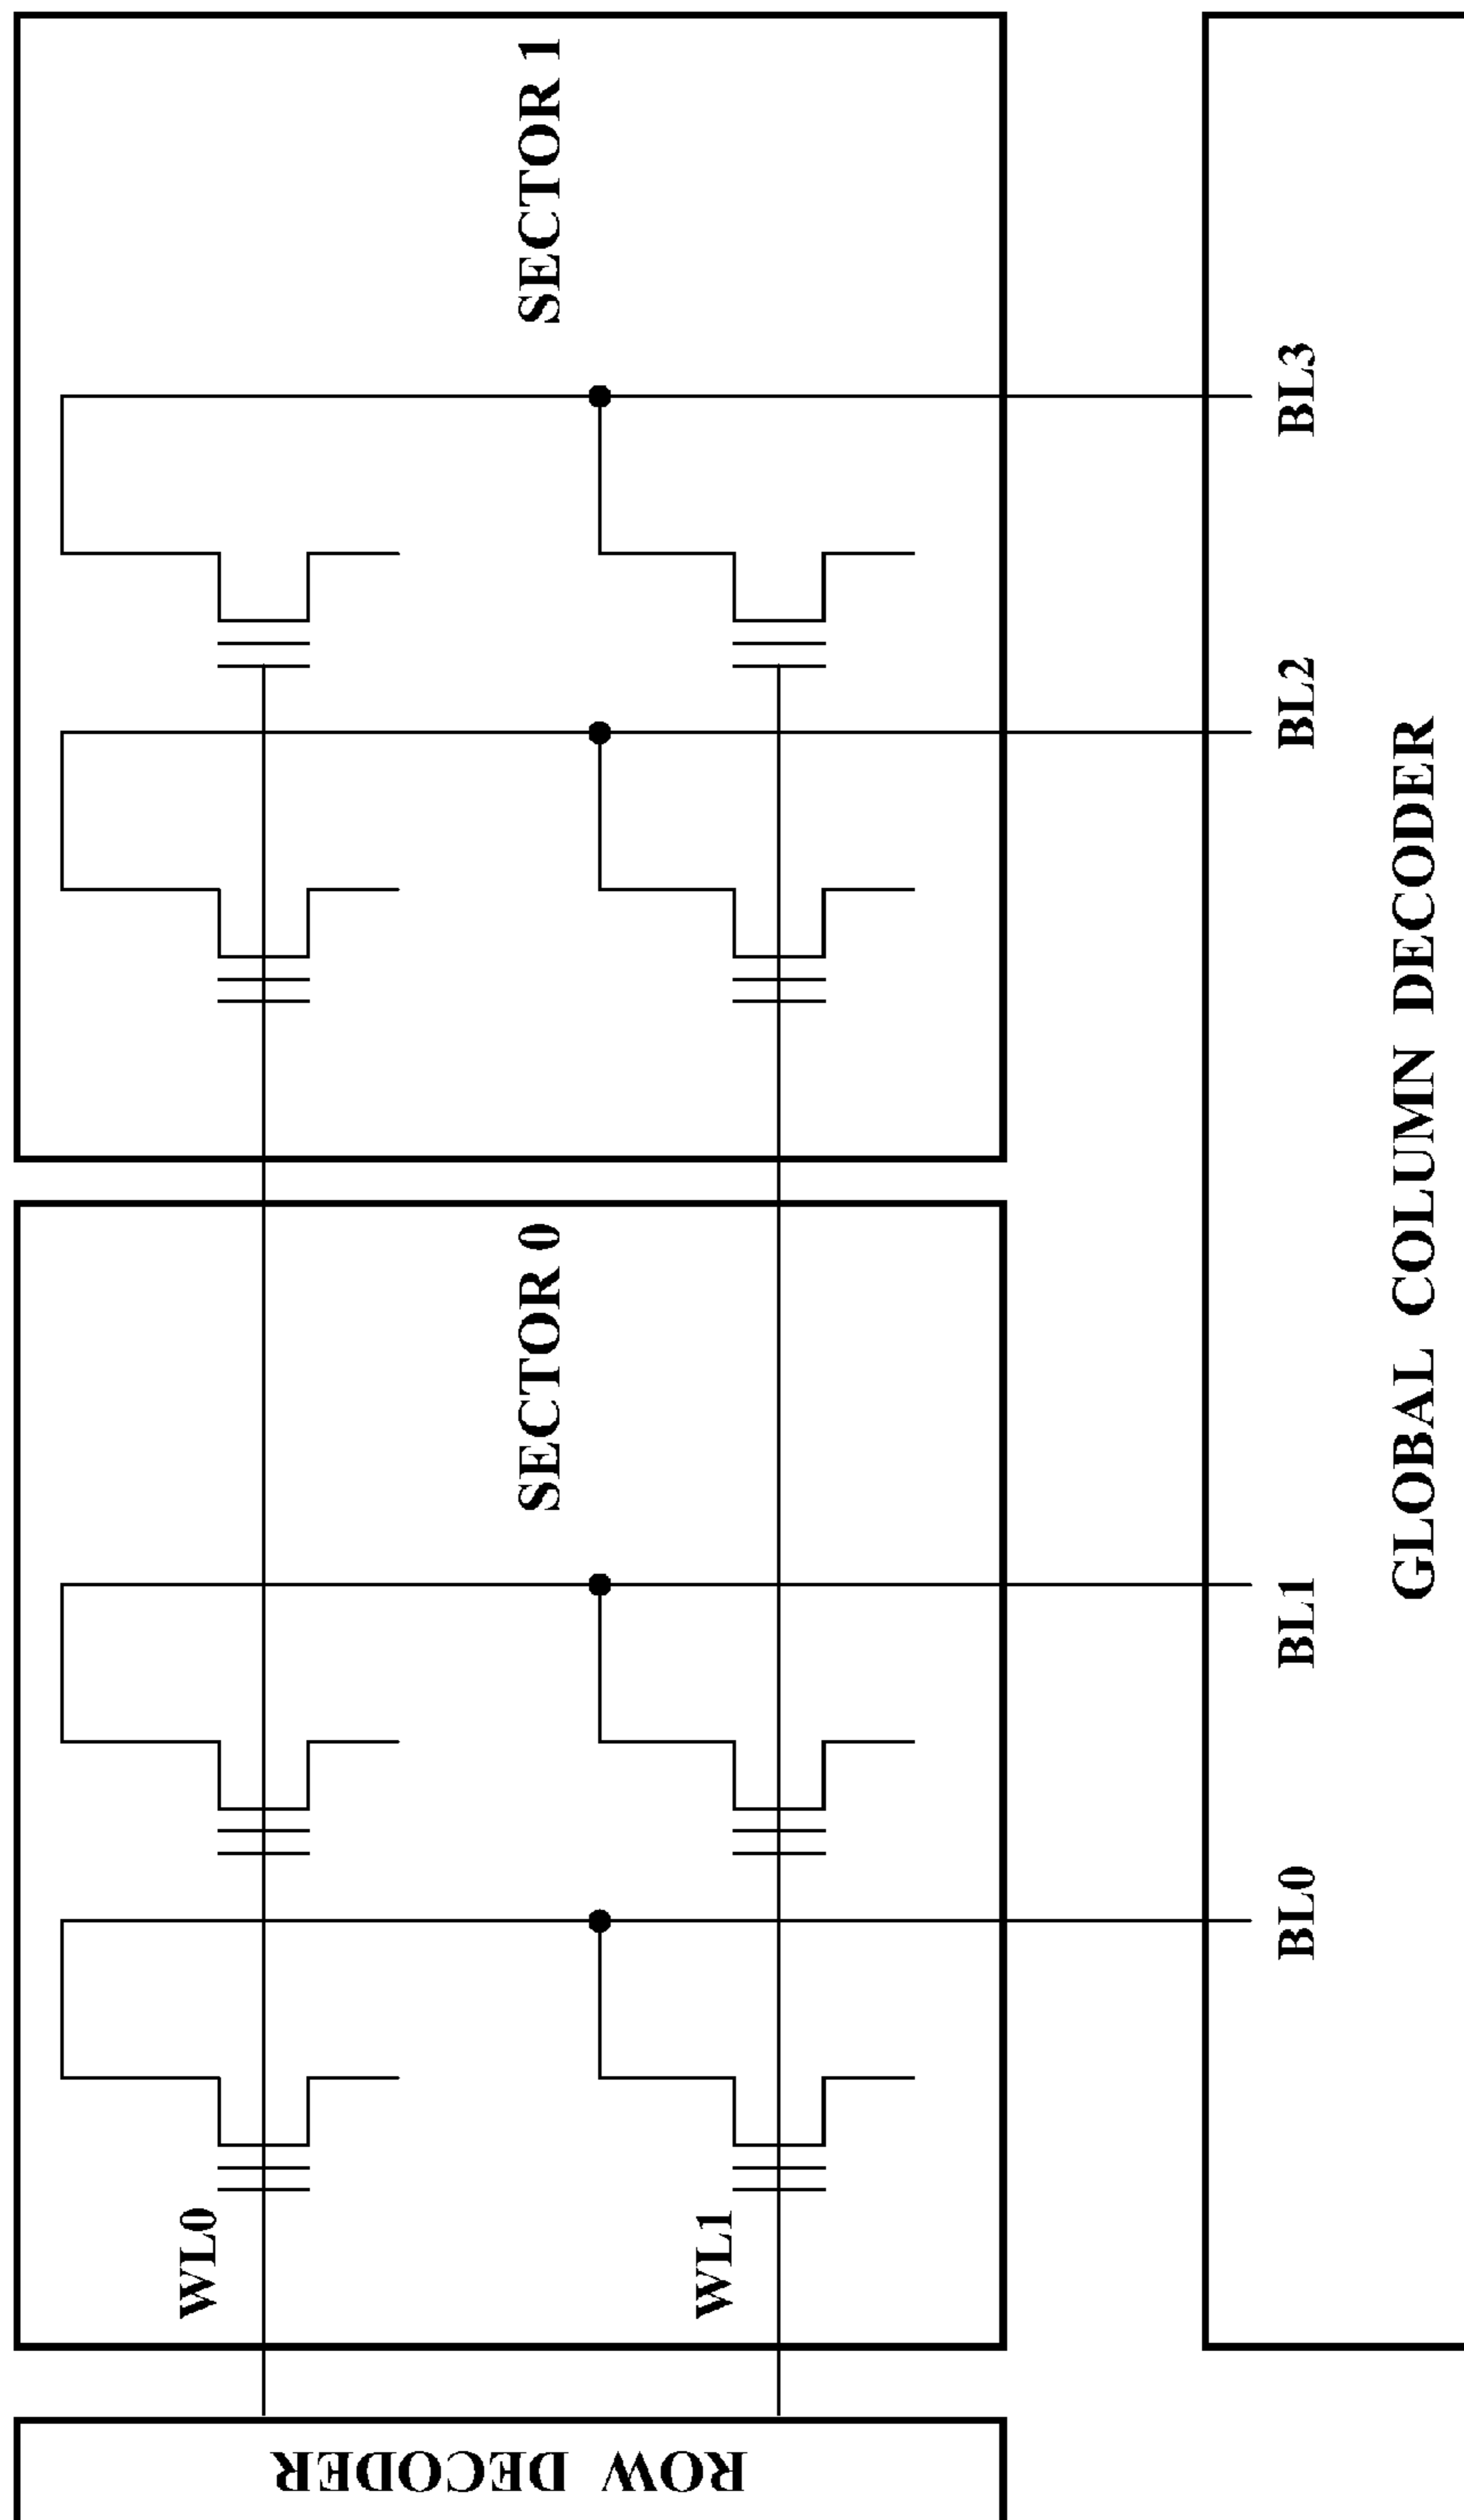 ROW DECODER
WL0
WL1
SECTOR 0
SECTOR 1
BL0
BL1
BL2
BL3
GLOBAL COLUMN DECODER